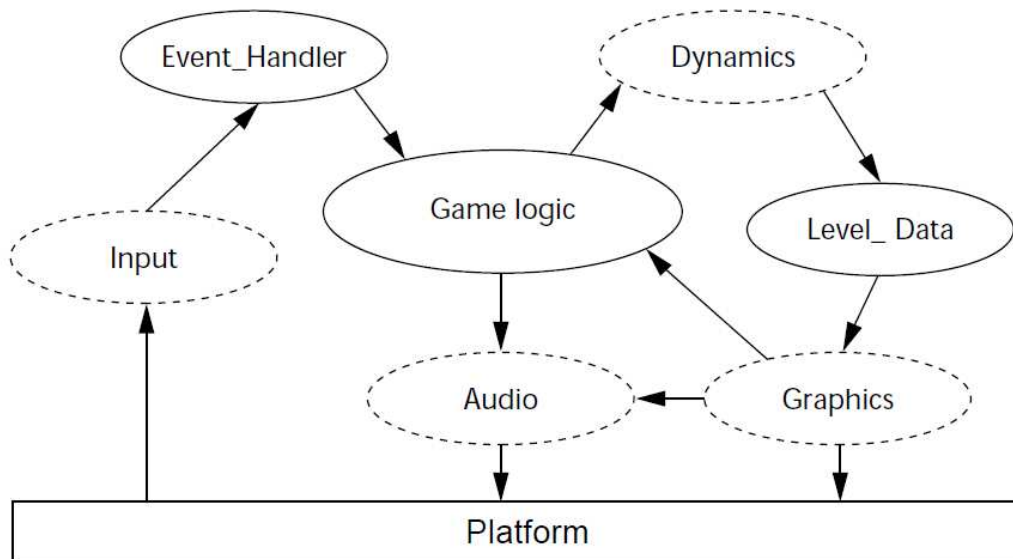 Event_Handler
Dynamics
Game logic
Level_ Data
Input
Audio
Graphics
Platform